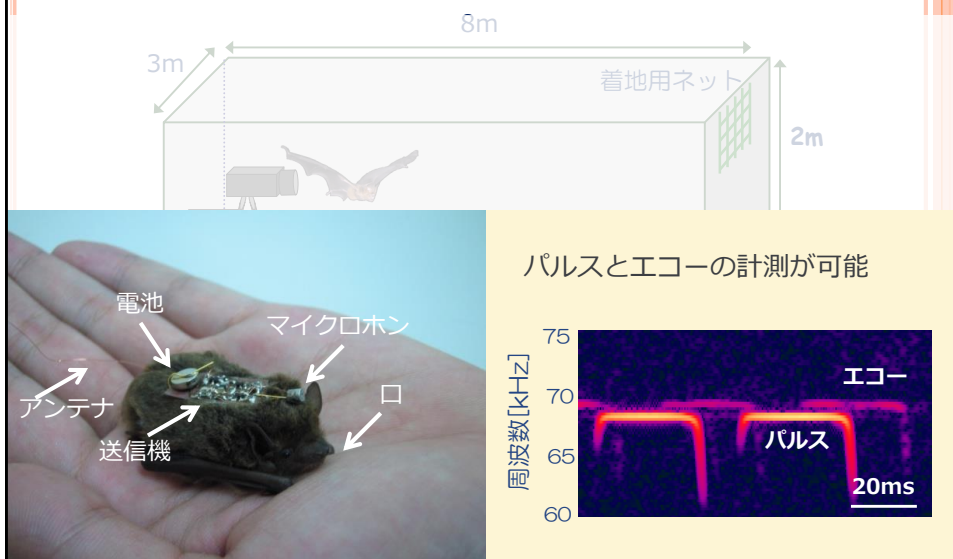 8m
3m
着地用ネット
2m
電池
マイクロホン
アンテナ
口
送信機
パルスとエコーの計測が可能
周波数[kHz]
75
70
65
60
エコー
パルス
20ms